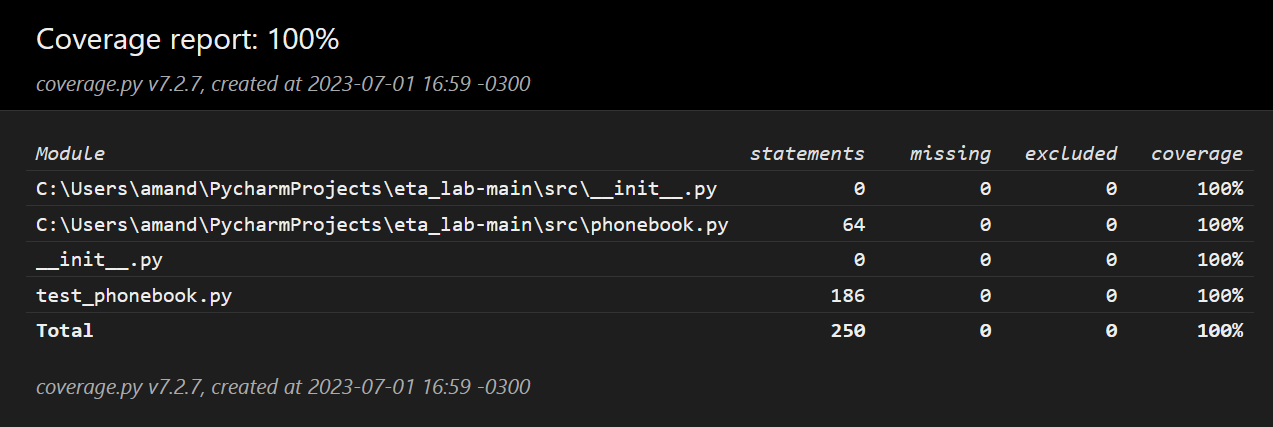 Coverage report: 100%
coverage.py v7.2.7, created at 2023-07-01 16:59 -0300
Module statements missing excluded coverage
C:\Users\amand\PycharmProjects\eta_lab-main\src\__init__.py 0 0 0 100%
C:\Users\amand\PycharmProjects\eta_lab-main\src\phonebook.py 64 0 0 100%
__init__.py 0 0 0 100%
test_phonebook.py 186 0 0 100%
Total 250 0 0 100%
coverage.py v7.2.7, created at 2023-07-01 16:59 -0300